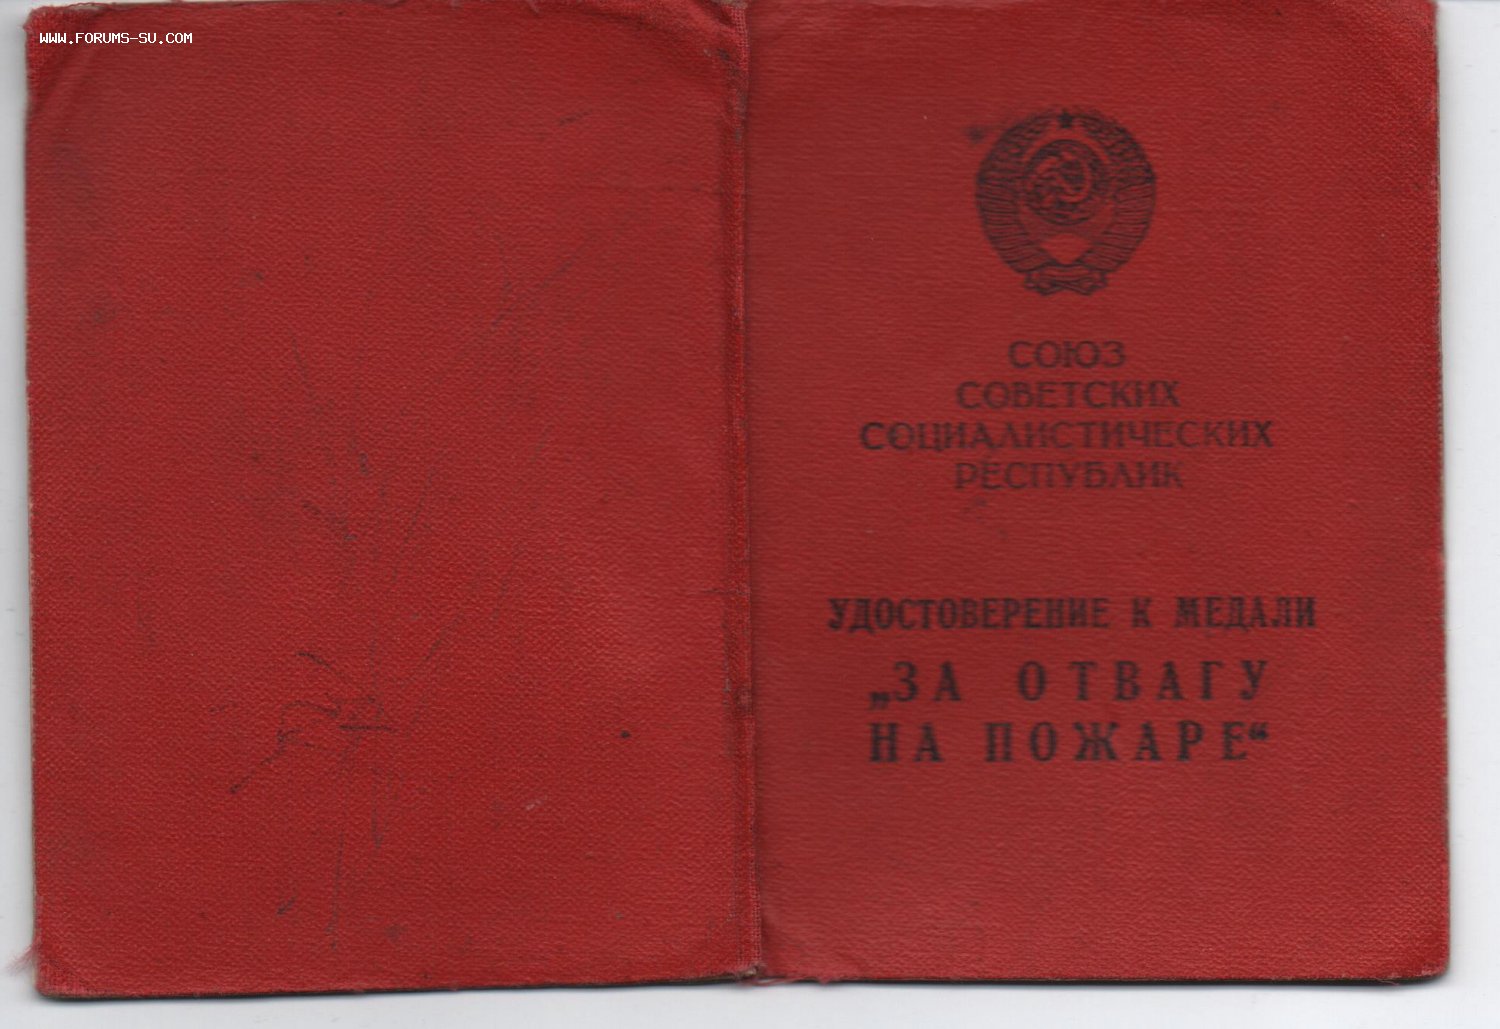 WWW.FORUMS-SU.COM
СОЮЗ
СОВЕТСКИХ
СОЦИАЛИСТИЧЕСКИХ
РЕСПУБЛИК
УДОСТОВЕРЕНИЕ К МЕДАЛИ
„ЗА ОТВАГУ
НА ПОЖАРЕ“